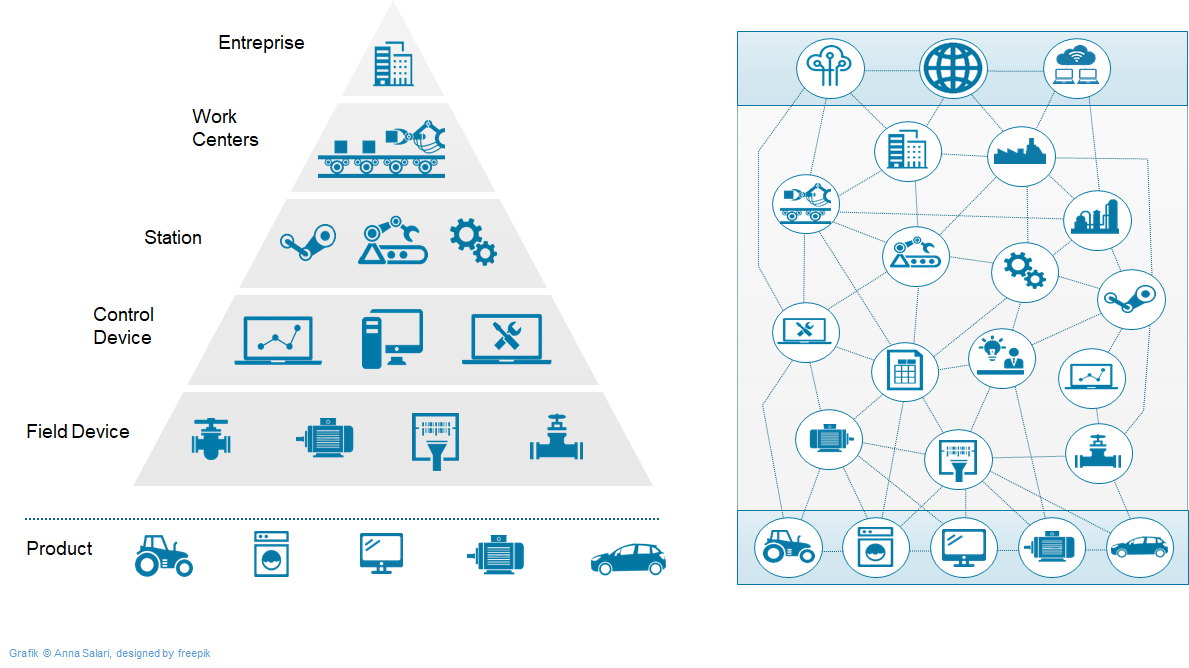 Entreprise
Work
Centers
Station
Control
Device
Field Device
Product
Grafik © Anna Salari, designed by freepik